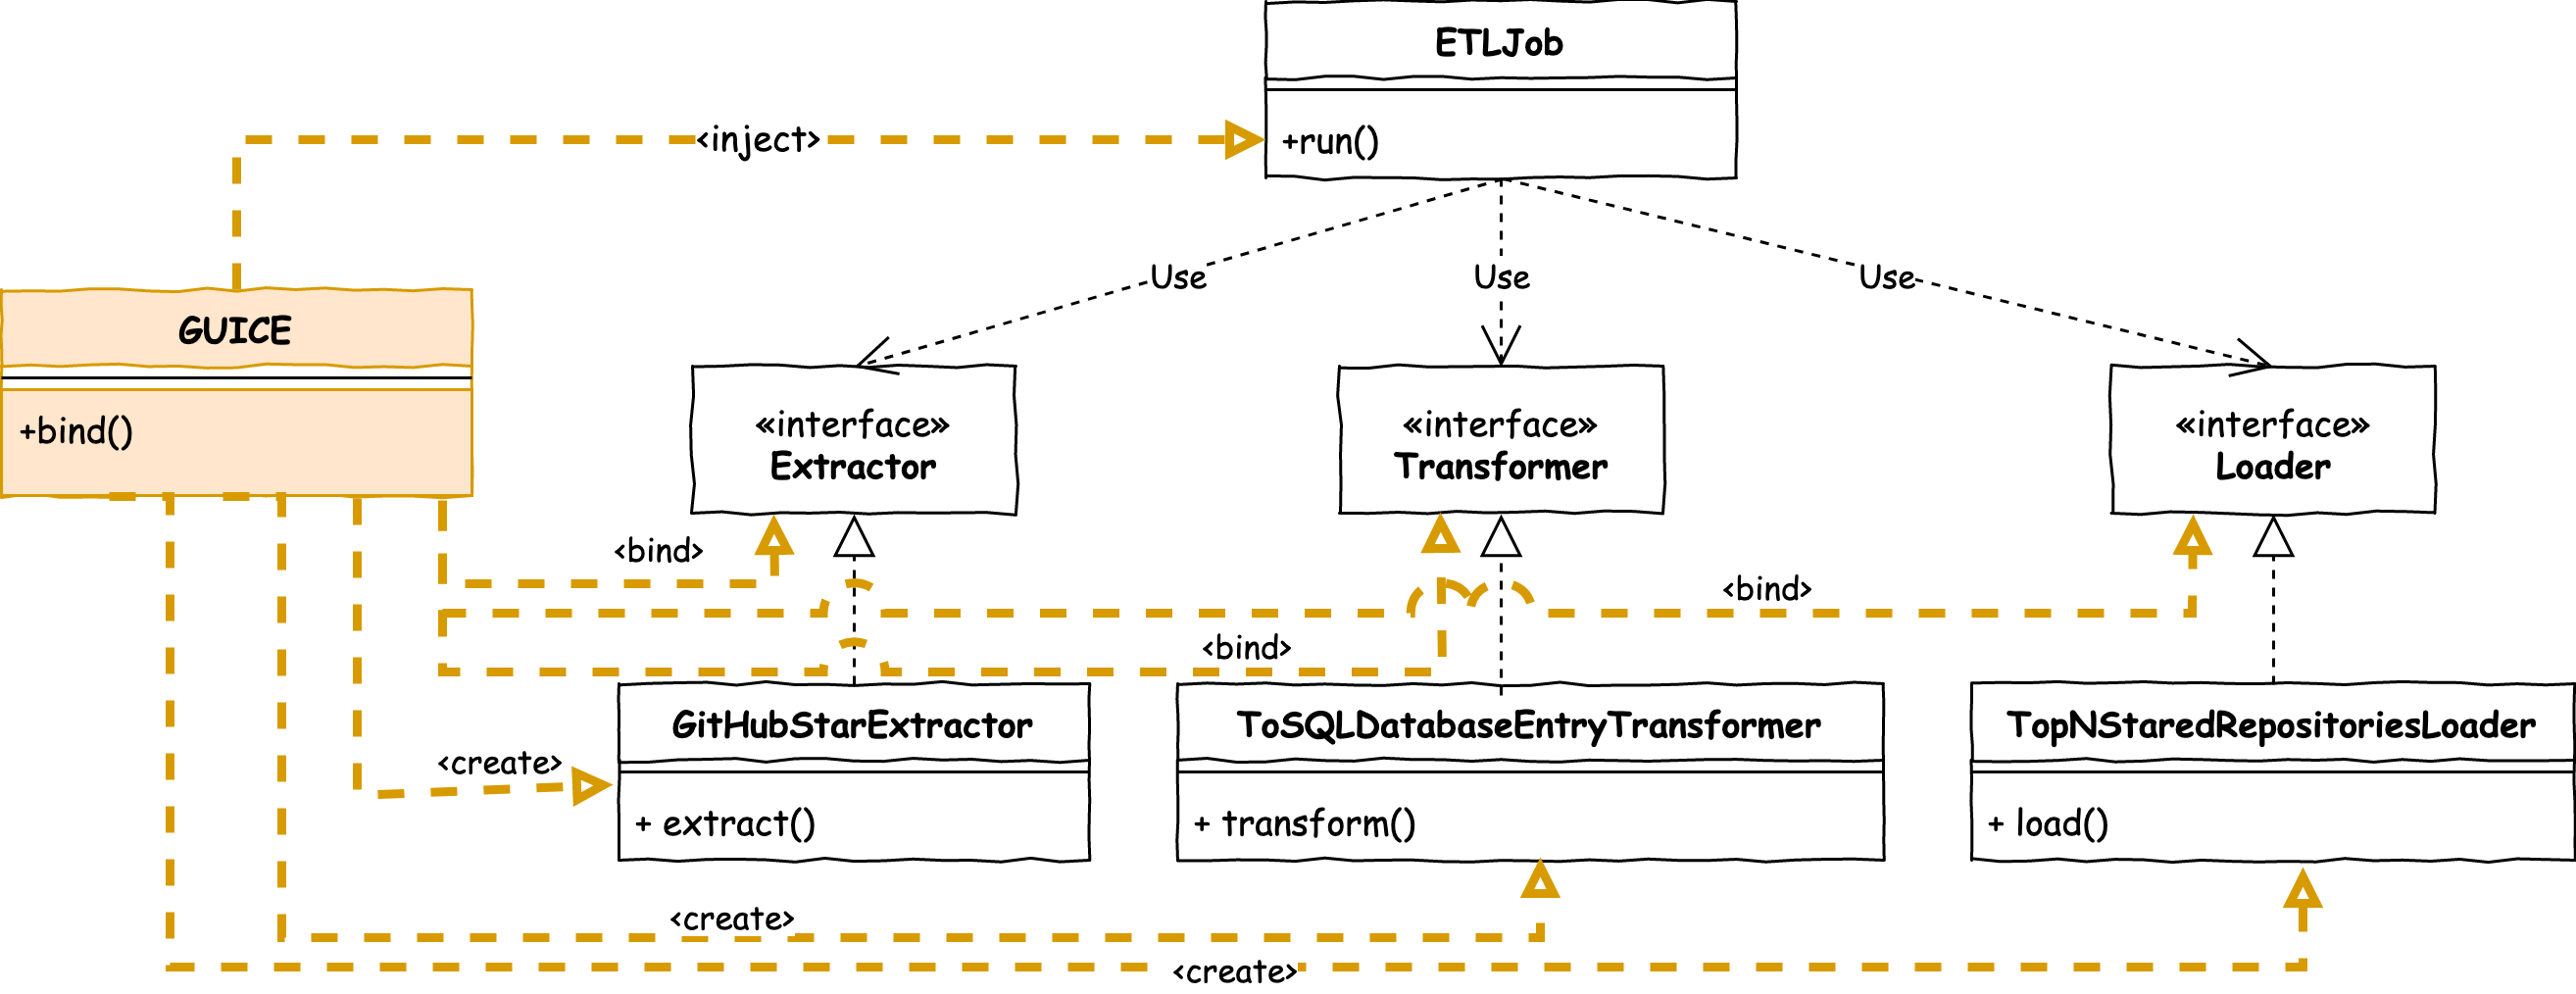 ETLJob
<inject>
+run()
Use
Use
Use
GUICE
+bind()
«interface»
Extractor
«interface»
Transformer
«interface»
Loader
<bind>
<bind>
<bind>
GitHubStarExtractor
ToSQLDatabaseEntryTransformer
TopNStaredRepositoriesLoader
<create>
+ extract()
+ transform()
+ load()
<create>
<create>